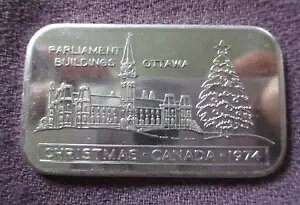 PARLIAMENT
BUILDINGS OTTAWA
CHRISTMAS · CANADA · 1974